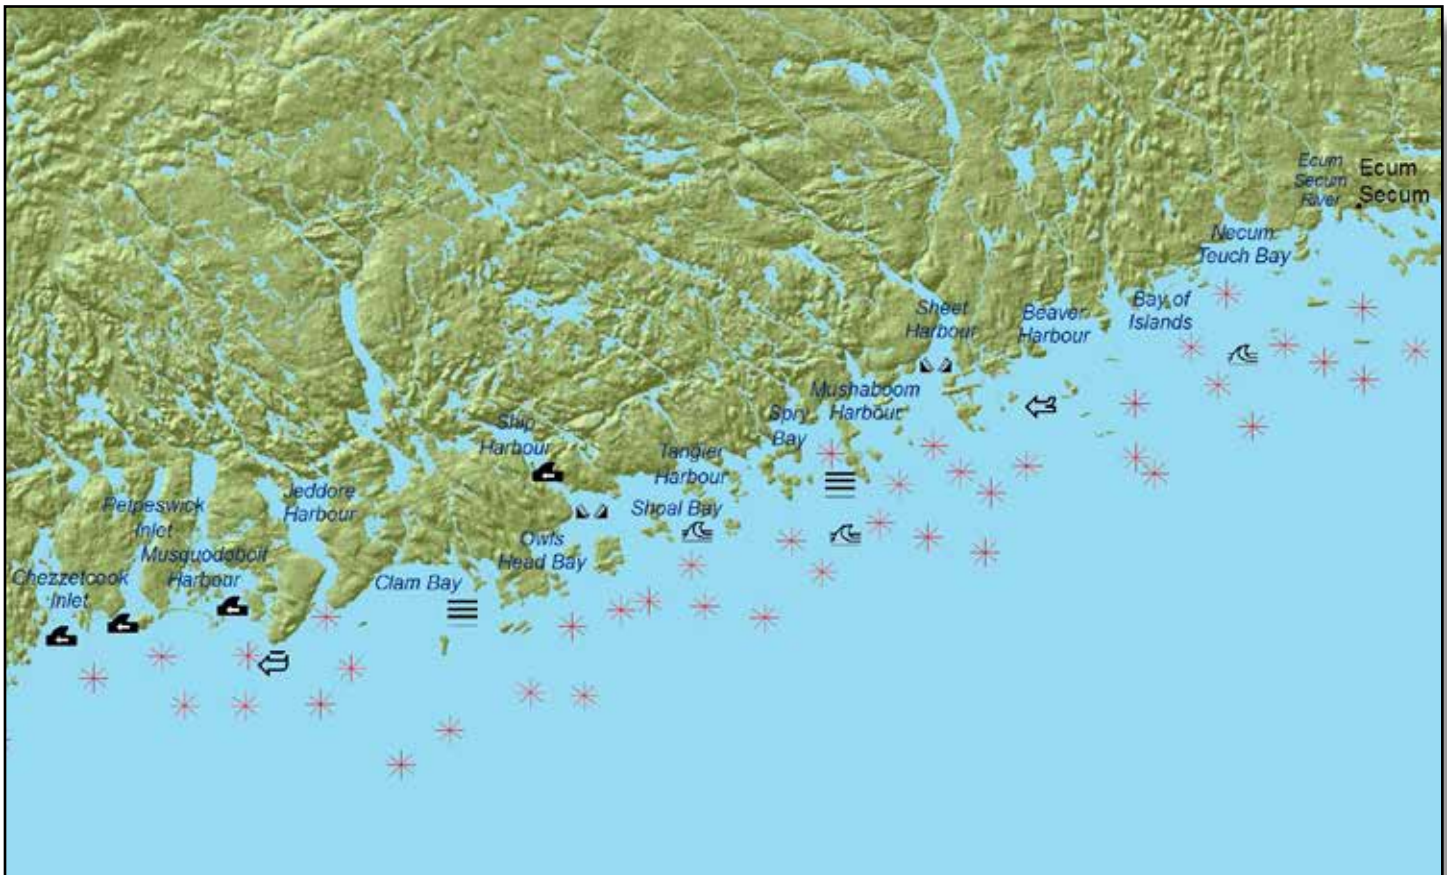 Ecum
Secum
River
Ecum
Secum
Necum
Teuch Bay
Bay of
Islands
Beaver
Harbour
Sheet
Harbour
Mushaboom
Harbour
Spry
Bay
Tangier
Harbour
Ship
Harbour
Shoal Bay
Owls
Head Bay
Clam Bay
Jeddore
Harbour
Petpeswick
Inlet
Musquodoboit
Harbour
Chezzetcook
Inlet